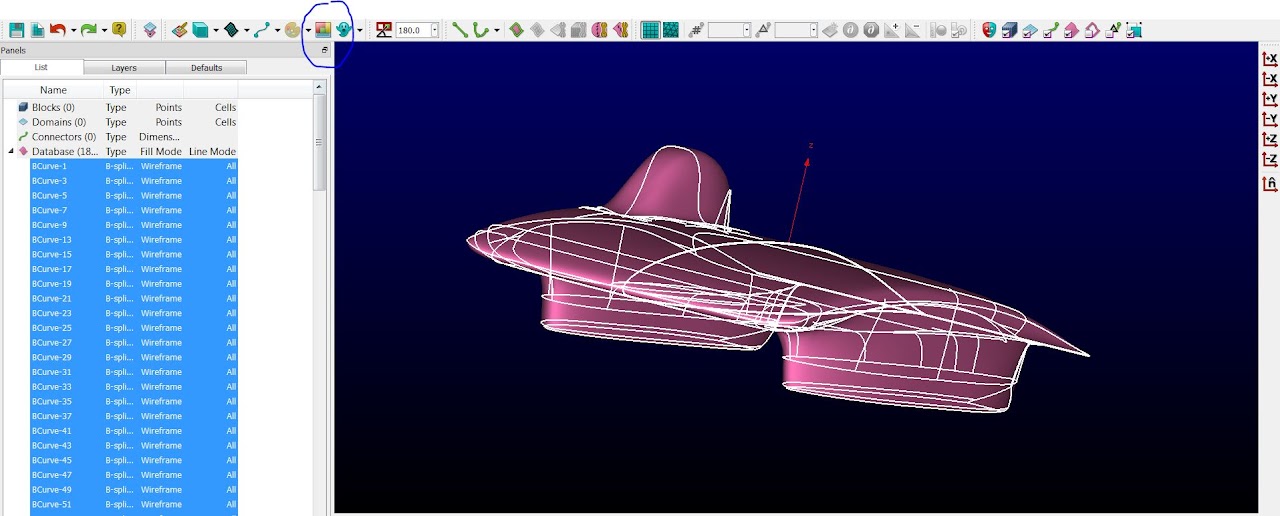 180.0
Panels
List Layers Defaults
Name Type
Blocks (0) Type Points Cells
Domains (0) Type Points Cells
Connectors (0) Type Dimens...
Database (18... Type Fill Mode Line Mode
BCurve-1 B-spli... Wireframe All
BCurve-3 B-spli... Wireframe All
BCurve-5 B-spli... Wireframe All
BCurve-7 B-spli... Wireframe All
BCurve-9 B-spli... Wireframe All
BCurve-13 B-spli... Wireframe All
BCurve-15 B-spli... Wireframe All
BCurve-17 B-spli... Wireframe All
BCurve-19 B-spli... Wireframe All
BCurve-21 B-spli... Wireframe All
BCurve-23 B-spli... Wireframe All
BCurve-25 B-spli... Wireframe All
BCurve-27 B-spli... Wireframe All
BCurve-29 B-spli... Wireframe All
BCurve-31 B-spli... Wireframe All
BCurve-33 B-spli... Wireframe All
BCurve-35 B-spli... Wireframe All
BCurve-37 B-spli... Wireframe All
BCurve-41 B-spli... Wireframe All
BCurve-43 B-spli... Wireframe All
BCurve-45 B-spli... Wireframe All
BCurve-47 B-spli... Wireframe All
BCurve-49 B-spli... Wireframe All
BCurve-51 B-spli... Wireframe All
z
+X
-X
+Y
-Y
+Z
-Z
n̂